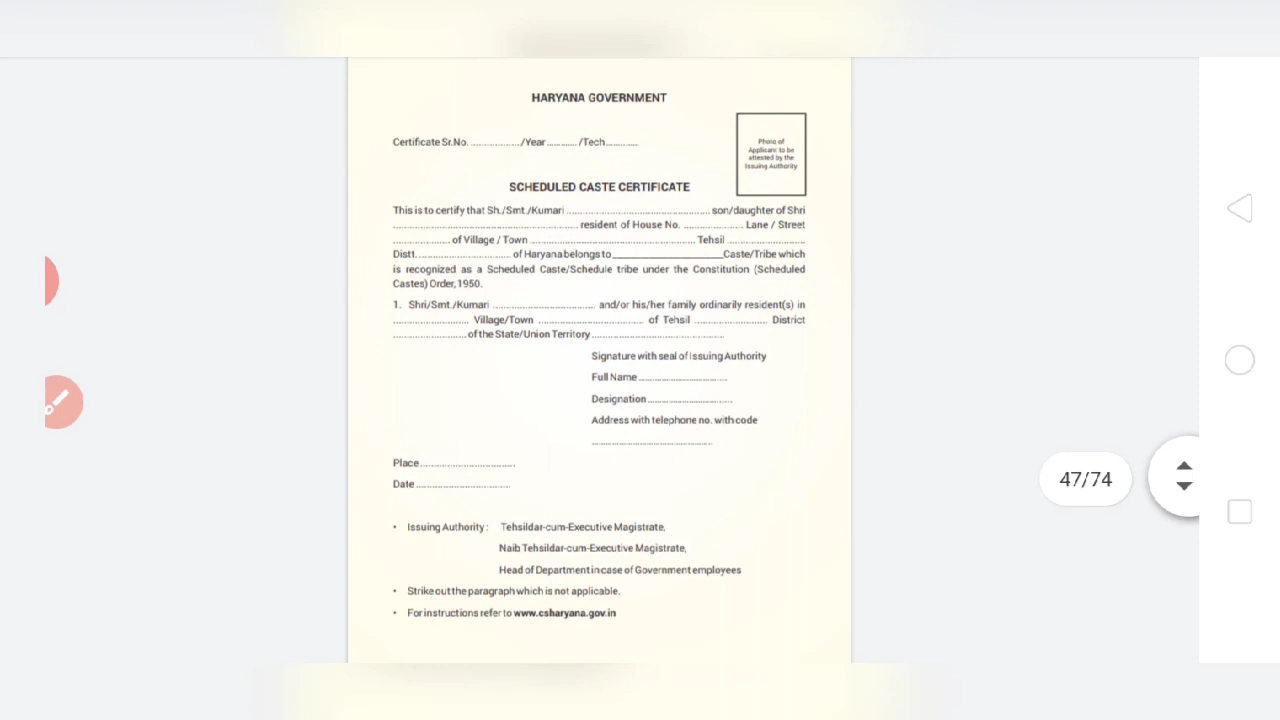 HARYANA GOVERNMENT
Certificate Sr.No. ................../Year........... /Tech............
Photo of
Applicant to be
attested by the
Issuing Authority
SCHEDULED CASTE CERTIFICATE
This is to certify that Sh./Smt./Kumari .................................................... son/daughter of Shri
.................................................................... resident of House No. ...................... Lane / Street
..................... of Village / Town ............................................................. Tehsil .............................
Distt. ................................... of Haryana belongs to____________________Caste/Tribe which
is recognized as a Scheduled Caste/Schedule tribe under the Constitution (Scheduled
Castes) Order, 1950.
1. Shri/Smt./Kumari ...................................... and/or his/her family ordinarily resident(s) in
............................ Village/Town ...................................... of Tehsil ........................... District
........................... of the State/Union Territory .................................................
Signature with seal of Issuing Authority
Full Name.................................
Designation ...............................
Address with telephone no. with code
.............................................
Place...................................
Date ...................................
• Issuing Authority : Tehsildar-cum-Executive Magistrate,
Naib Tehsildar-cum-Executive Magistrate,
Head of Department in case of Government employees
• Strike out the paragraph which is not applicable.
• For instructions refer to www.csharyana.gov.in
47/74